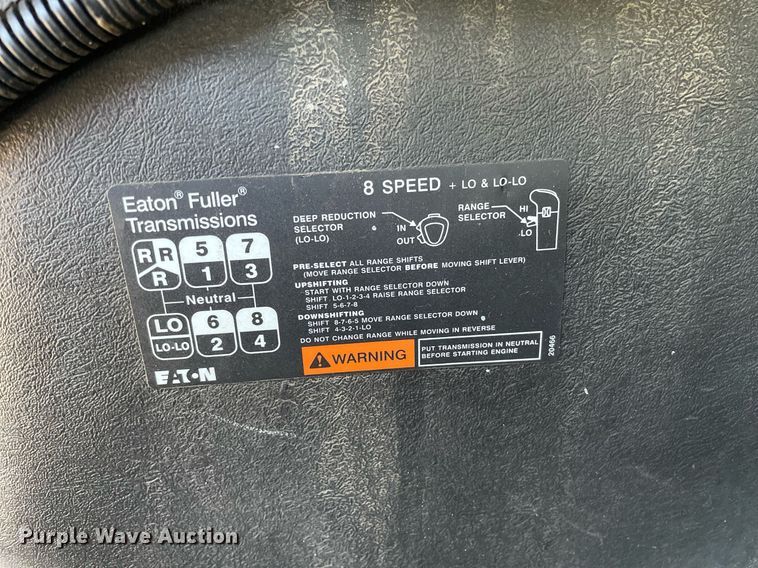 Eaton® Fuller®
Transmissions
8 SPEED + LO & LO-LO
R R 5 7
R 1 3
Neutral
LO 6 8
LO-LO 2 4
EATON
DEEP REDUCTION
SELECTOR
(LO-LO)
IN
OUT
RANGE
SELECTOR
HI
LO
PRE-SELECT ALL RANGE SHIFTS
(MOVE RANGE SELECTOR BEFORE MOVING SHIFT LEVER)
UPSHIFTING
START WITH RANGE SELECTOR DOWN
SHIFT LO-1-2-3-4 RAISE RANGE SELECTOR
SHIFT 5-6-7-8
DOWNSHIFTING
SHIFT 8-7-6-5 MOVE RANGE SELECTOR DOWN
SHIFT 4-3-2-1-LO
DO NOT CHANGE RANGE WHILE MOVING IN REVERSE
WARNING
PUT TRANSMISSION IN NEUTRAL
BEFORE STARTING ENGINE
20466
Purple Wave Auction